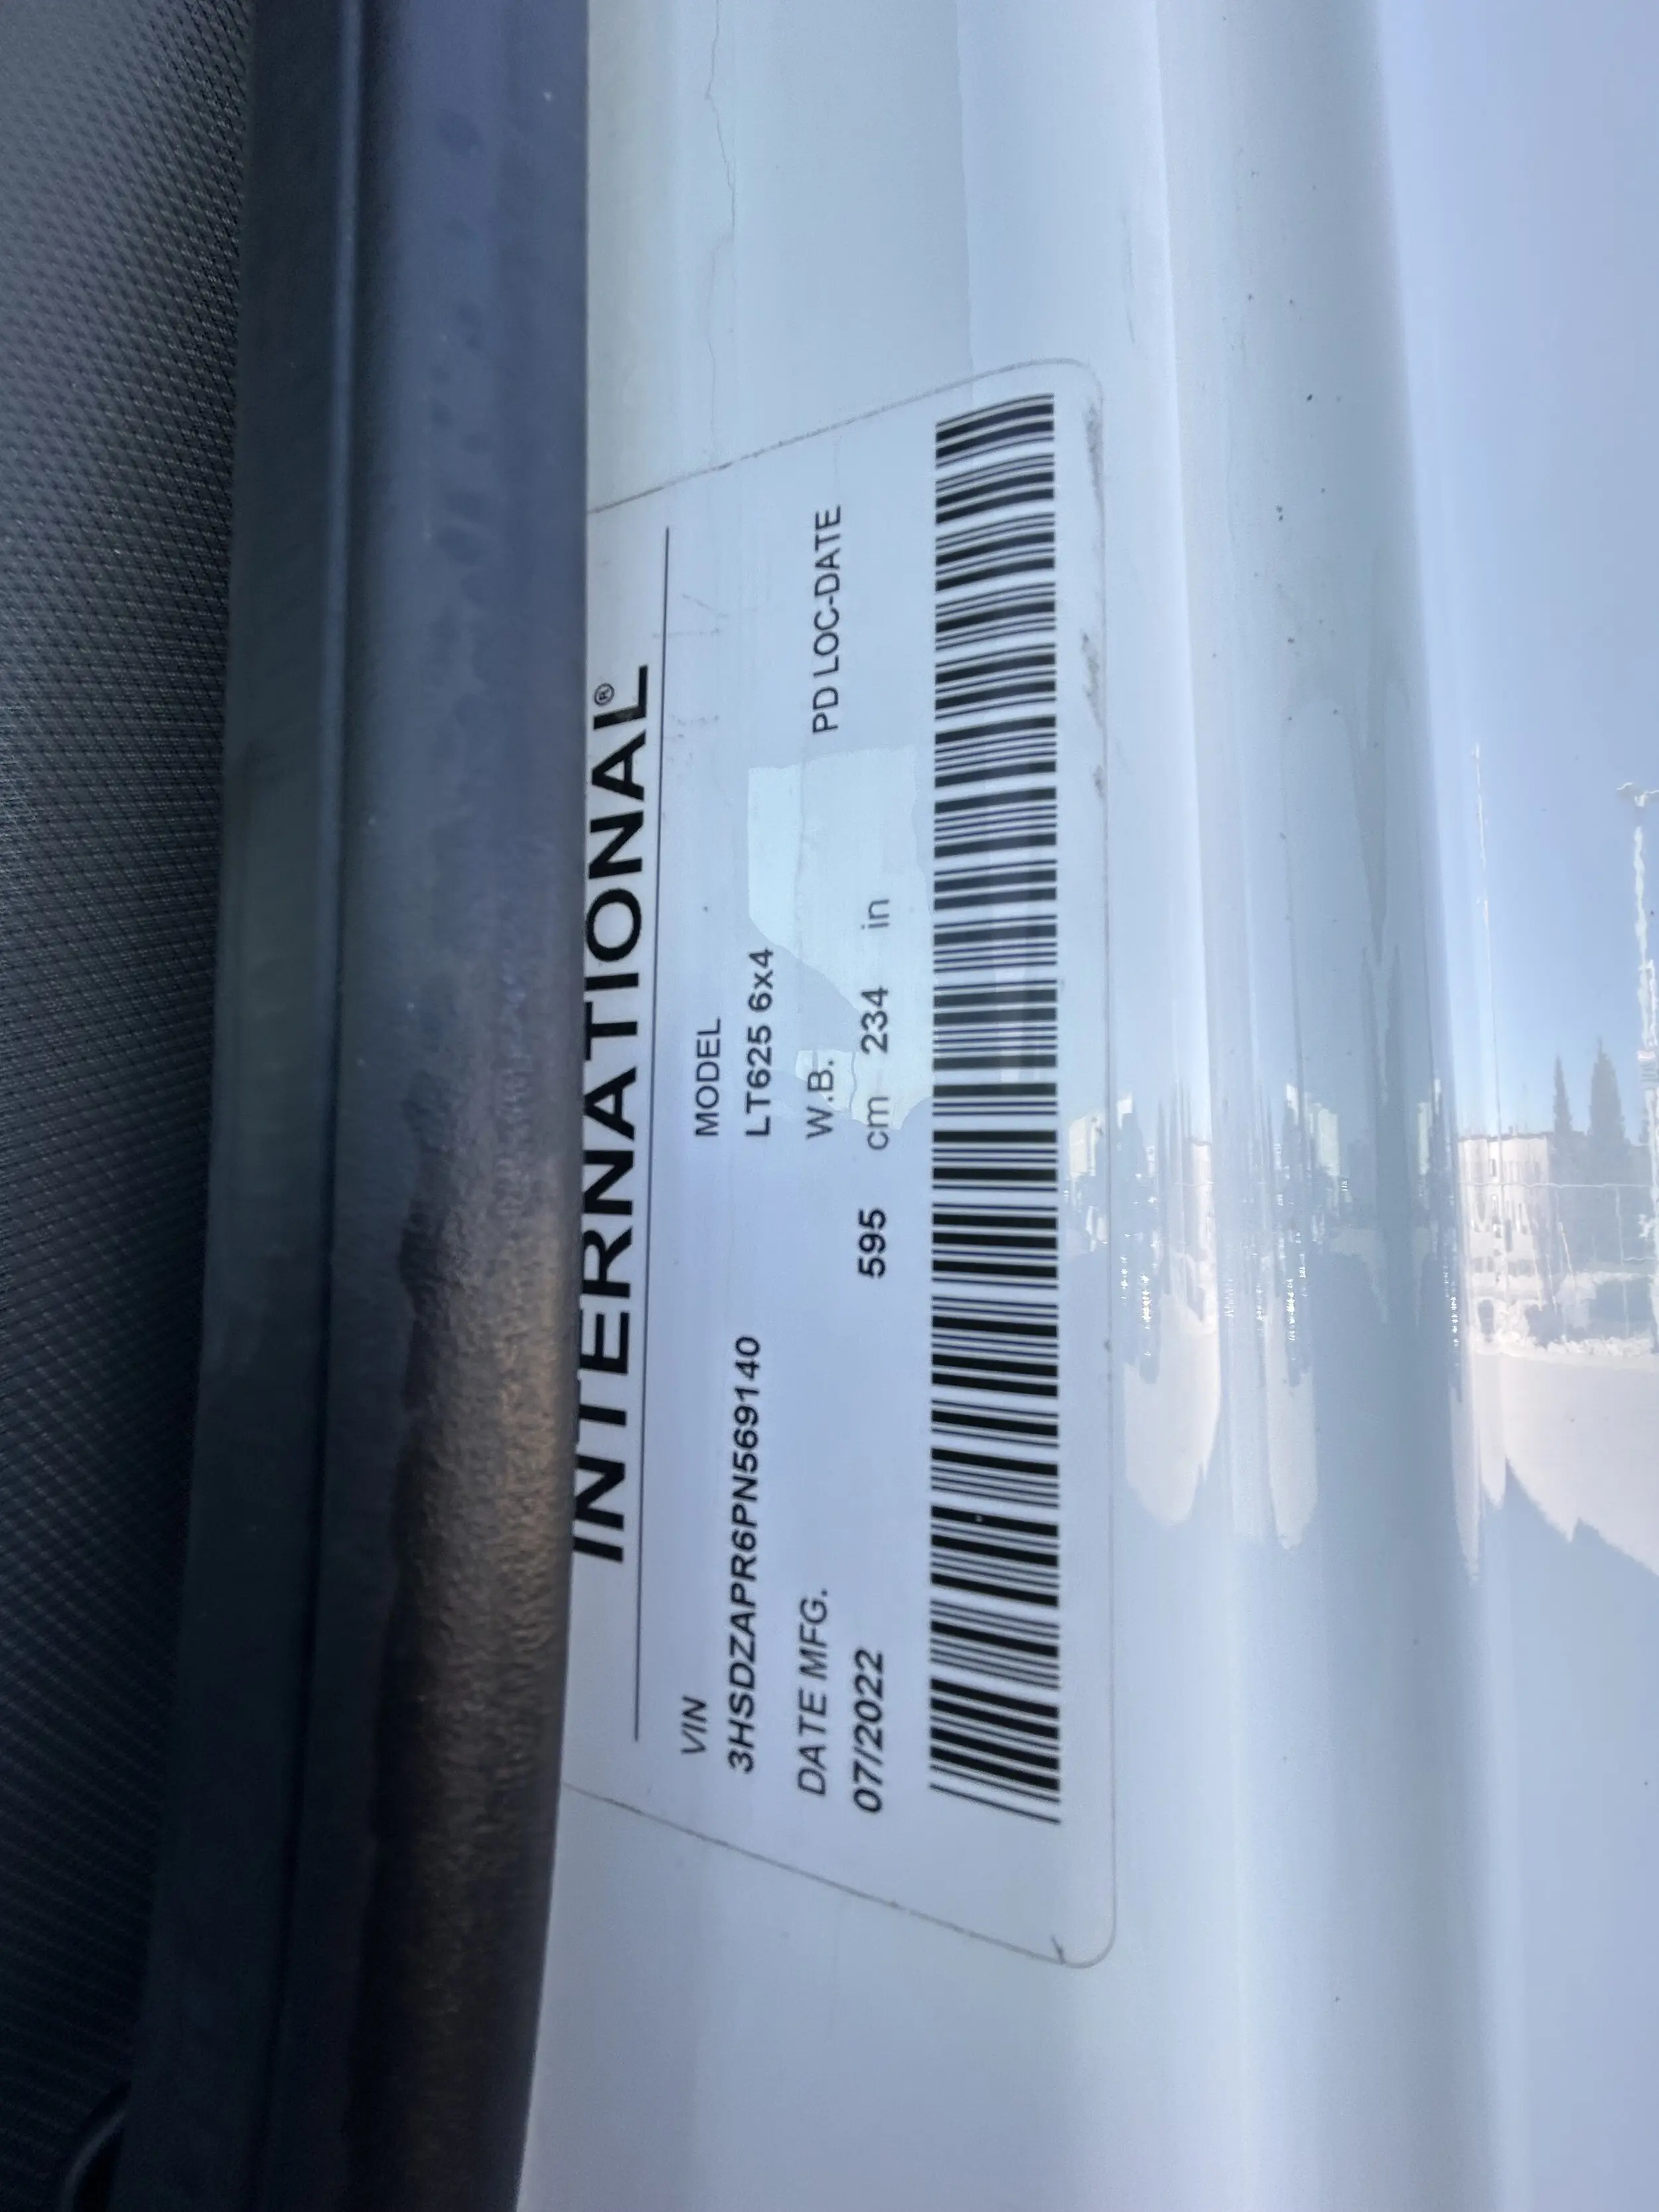 INTERNATIONAL®
VIN MODEL
3HSDZAPR6PN569140 LT625 6x4
DATE MFG. W.B. PD LOC-DATE
07/2022 595 cm 234 in